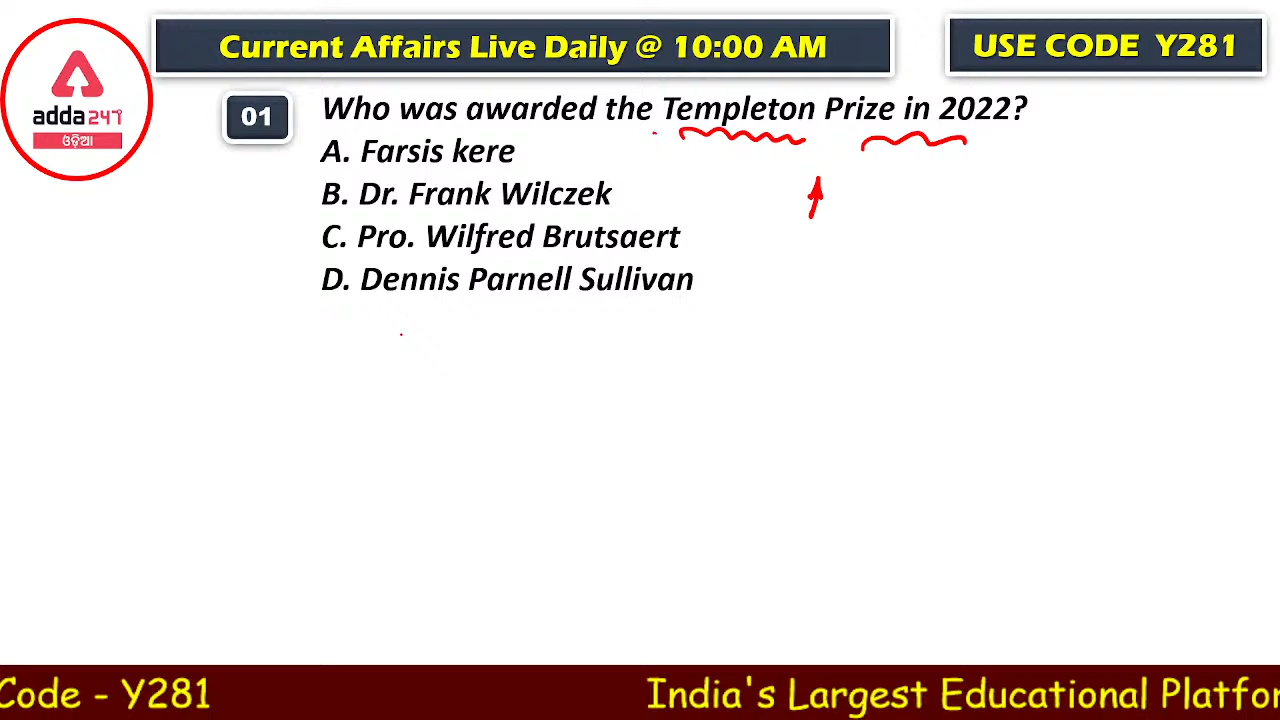 Current Affairs Live Daily @ 10:00 AM
USE CODE Y281
adda247
ଓଡ଼ିଆ
01
Who was awarded the Templeton Prize in 2022?
A. Farsis kere
B. Dr. Frank Wilczek
C. Pro. Wilfred Brutsaert
D. Dennis Parnell Sullivan
Code - Y281
India's Largest Educational Platfor